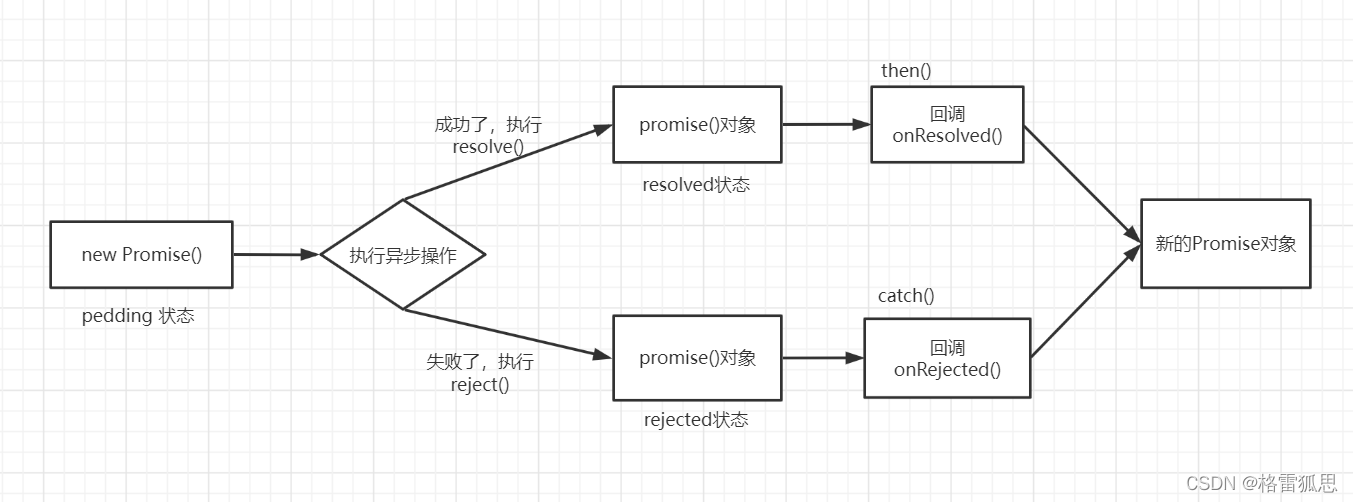 new Promise()
pedding 状态
执行异步操作
成功了，执行
resolve()
promise()对象
resolved状态
then()
回调
onResolved()
失败了，执行
reject()
promise()对象
rejected状态
catch()
回调
onRejected()
新的Promise对象
CSDN @格雷狐思